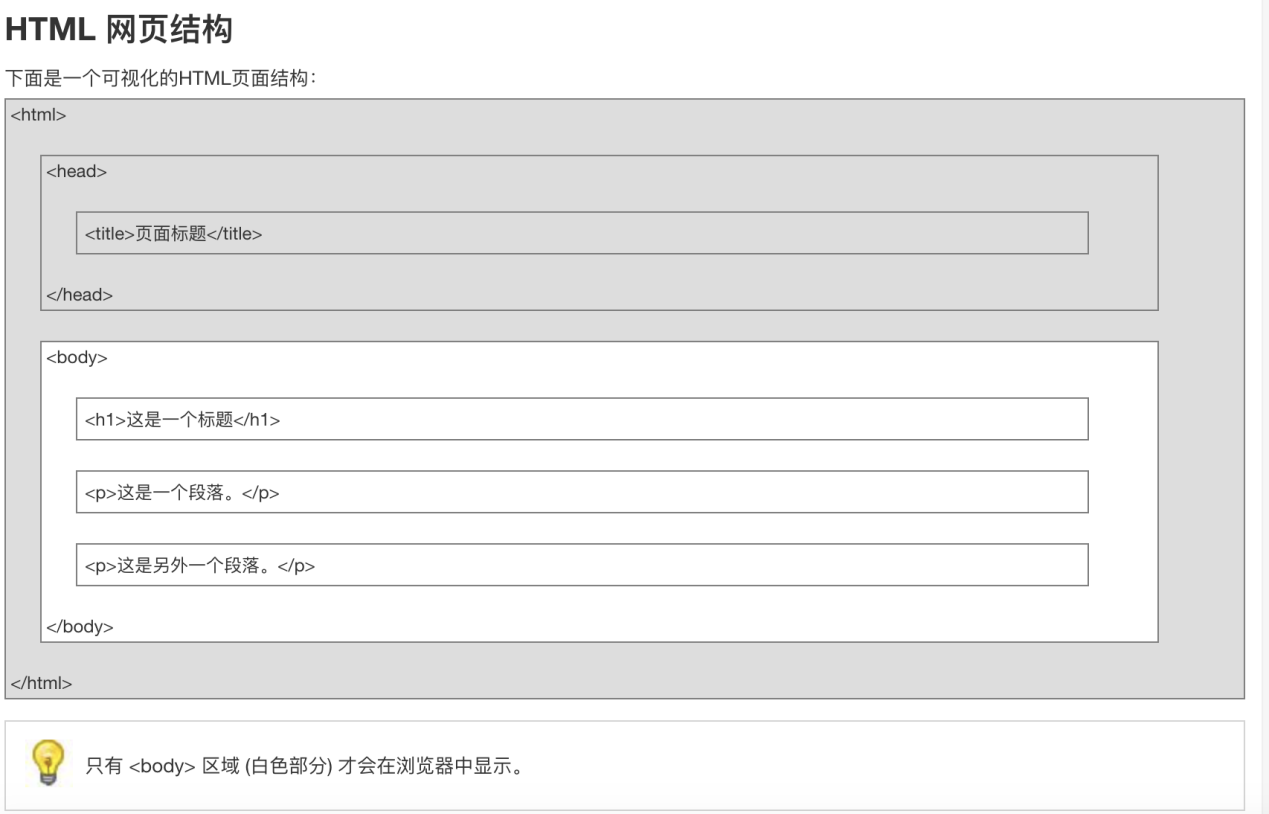 HTML 网页结构
下面是一个可视化的HTML页面结构：
<html>
<head>
<title>页面标题</title>
</head>
<body>
<h1>这是一个标题</h1>
<p>这是一个段落。</p>
<p>这是另外一个段落。</p>
</body>
</html>
只有 <body> 区域 (白色部分) 才会在浏览器中显示。